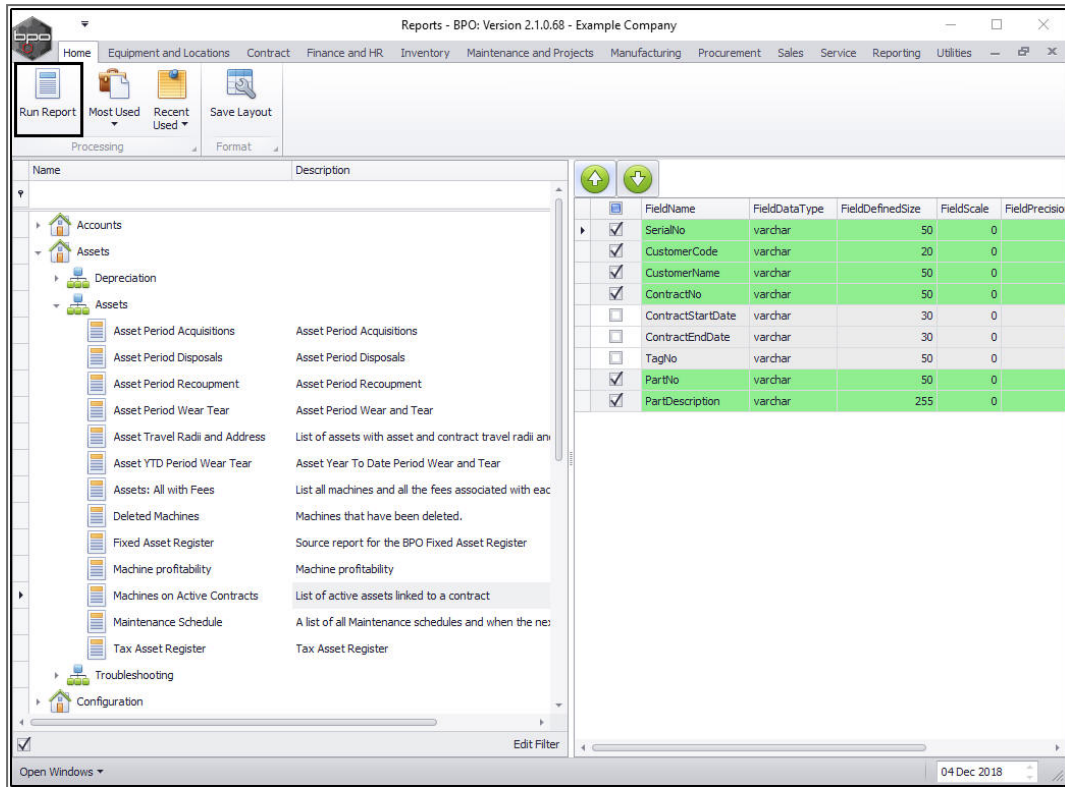 Reports - BPO: Version 2.1.0.68 - Example Company
bpo
Home Equipment and Locations Contract Finance and HR Inventory Maintenance and Projects Manufacturing Procurement Sales Service Reporting Utilities
Run Report Most Used Recent Used Save Layout
Processing Format
Name Description
Accounts
Assets
Depreciation
Assets
Asset Period Acquisitions Asset Period Acquisitions
Asset Period Disposals Asset Period Disposals
Asset Period Recoupment Asset Period Recoupment
Asset Period Wear Tear Asset Period Wear and Tear
Asset Travel Radii and Address List of assets with asset and contract travel radii an
Asset YTD Period Wear Tear Asset Year To Date Period Wear and Tear
Assets: All with Fees List all machines and all the fees associated with eac
Deleted Machines Machines that have been deleted.
Fixed Asset Register Source report for the BPO Fixed Asset Register
Machine profitability Machine profitability
Machines on Active Contracts List of active assets linked to a contract
Maintenance Schedule A list of all Maintenance schedules and when the ne
Tax Asset Register Tax Asset Register
Troubleshooting
Configuration
Edit Filter
FieldName FieldDataType FieldDefinedSize FieldScale FieldPrecisio
SerialNo varchar 50 0
CustomerCode varchar 20 0
CustomerName varchar 50 0
ContractNo varchar 50 0
ContractStartDate varchar 30 0
ContractEndDate varchar 30 0
TagNo varchar 50 0
PartNo varchar 50 0
PartDescription varchar 255 0
Open Windows 04 Dec 2018